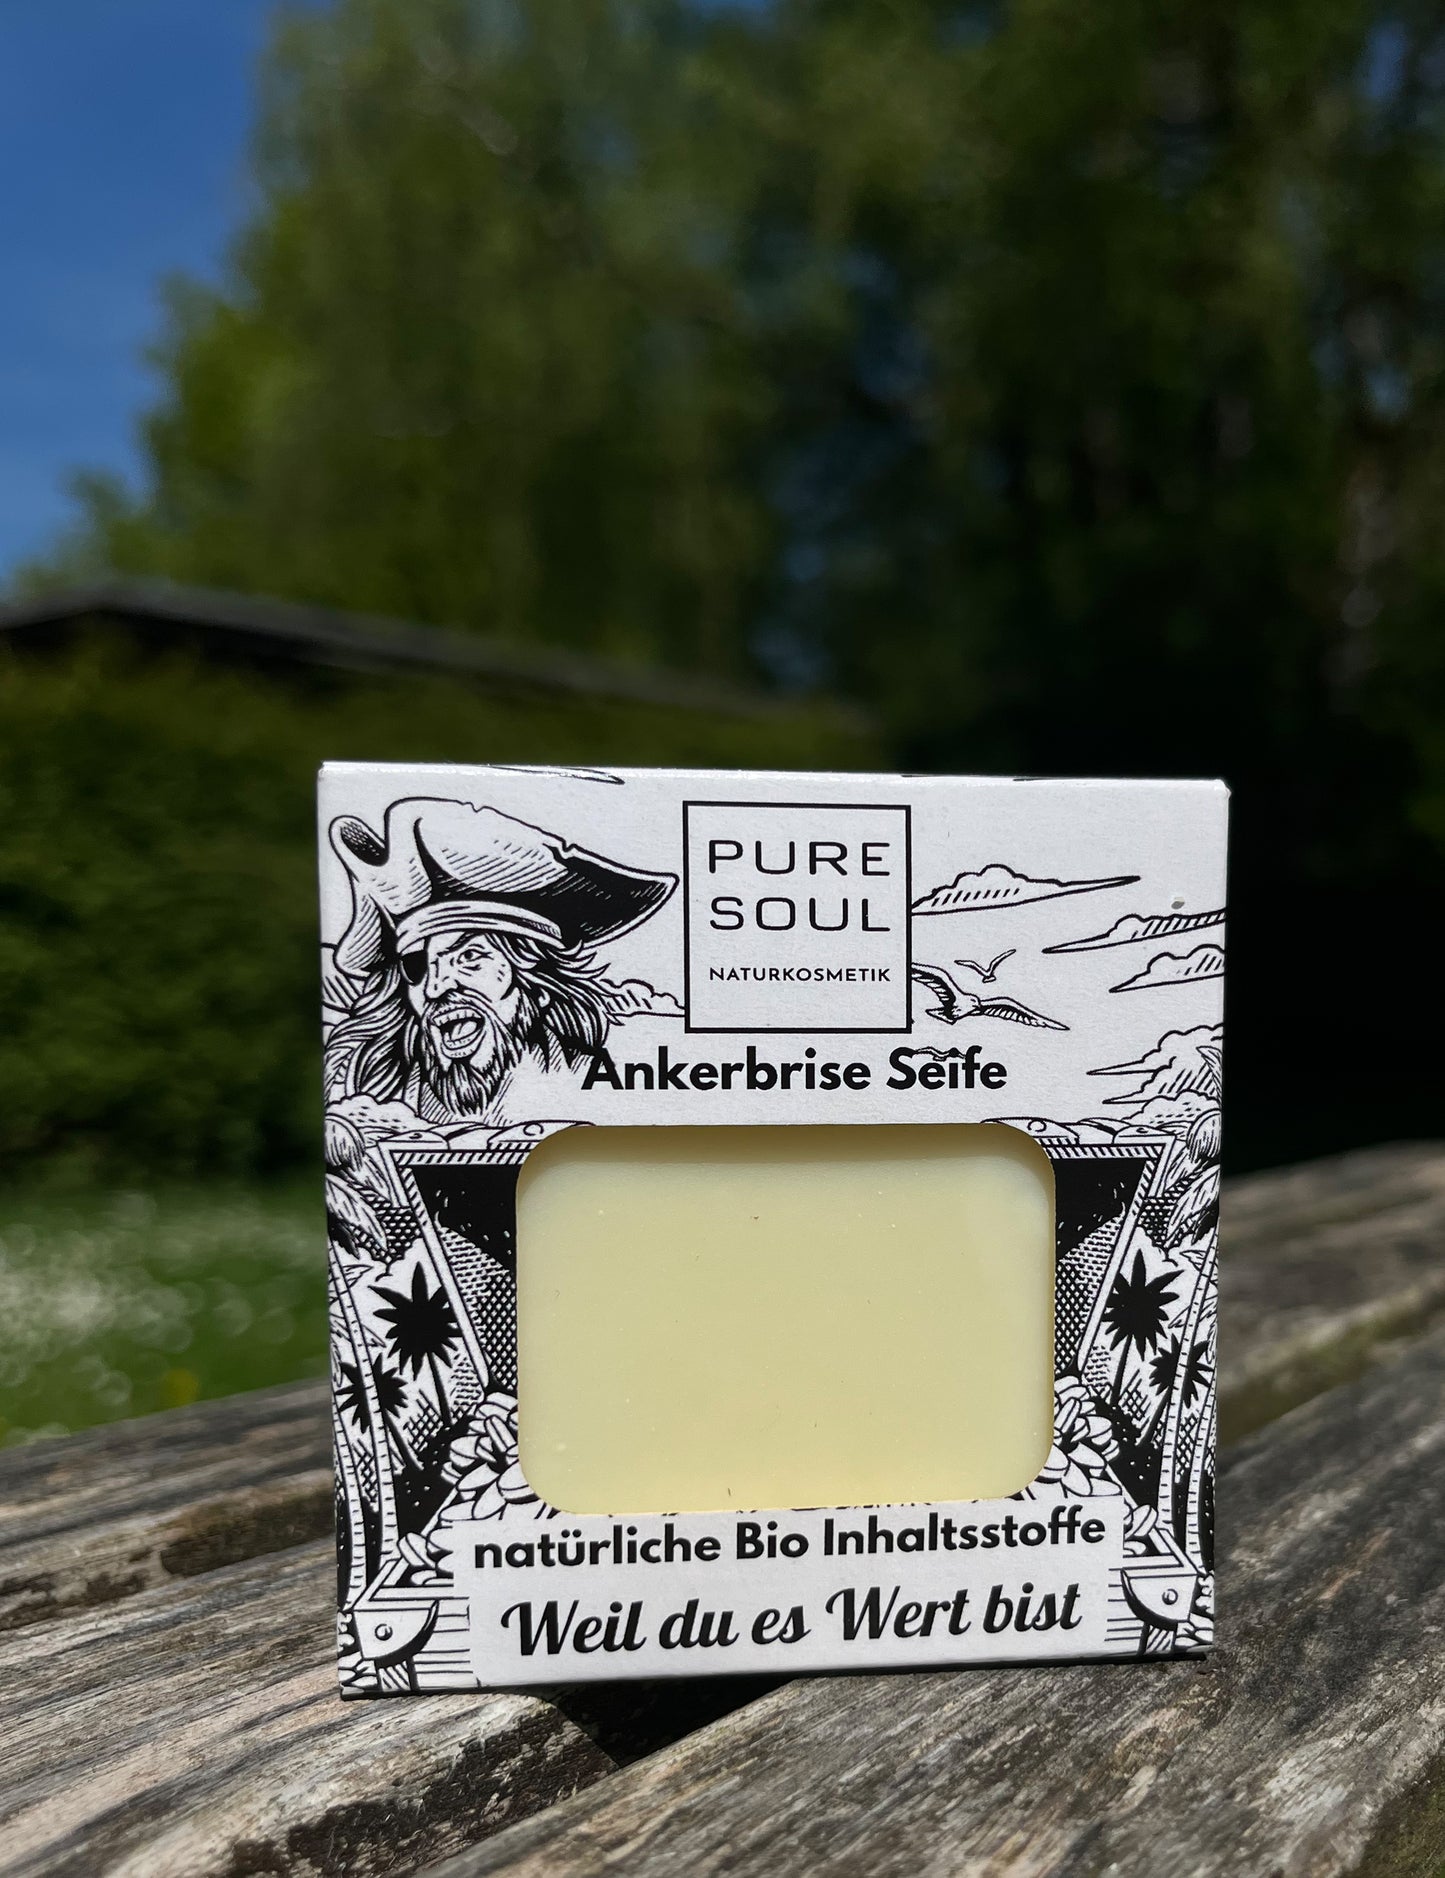 PURE
SOUL
NATURKOSMETIK
Ankerbrise Seife
natürliche Bio Inhaltsstoffe
Weil du es Wert bist